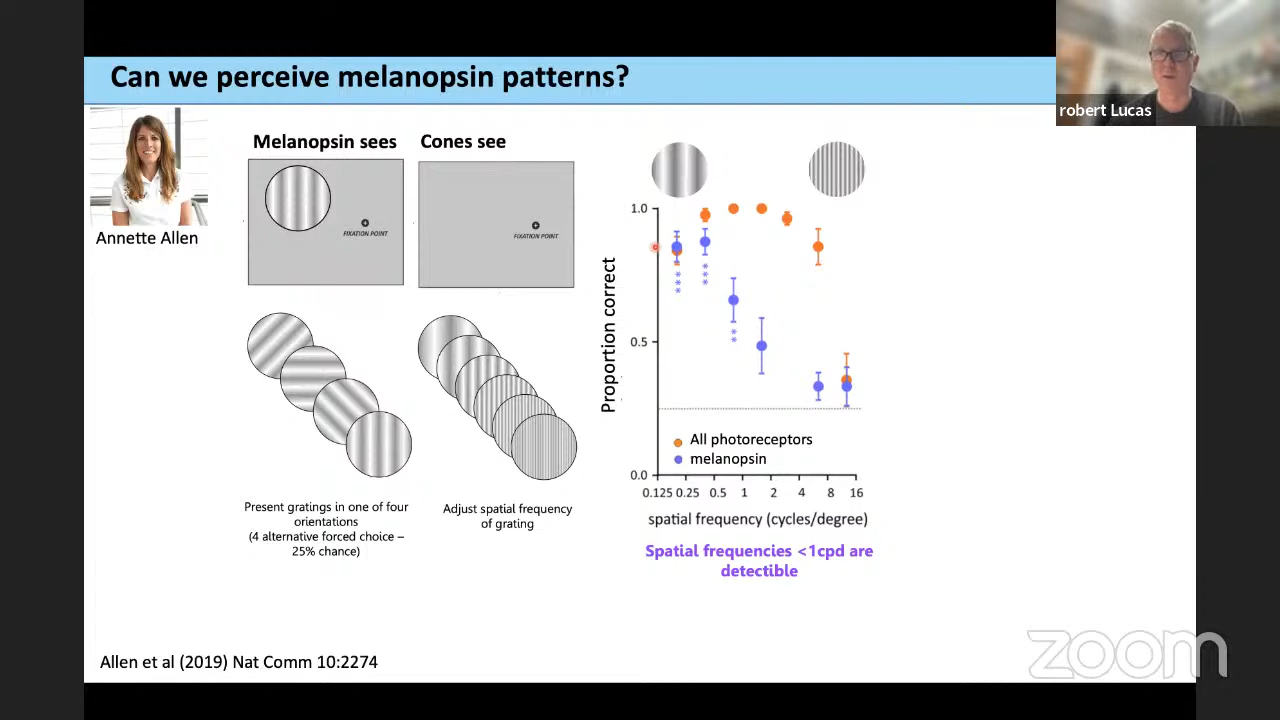 Can we perceive melanopsin patterns?
robert Lucas
Annette Allen
Melanopsin sees
Cones see
FIXATION POINT
FIXATION POINT
Present gratings in one of four
orientations
(4 alternative forced choice –
25% chance)
Adjust spatial frequency
of grating
Proportion correct
1.0
0.5
0.0
***
***
**
All photoreceptors
melanopsin
0.125 0.25 0.5 1 2 4 8 16
spatial frequency (cycles/degree)
Spatial frequencies <1cpd are
detectible
Allen et al (2019) Nat Comm 10:2274
zoom